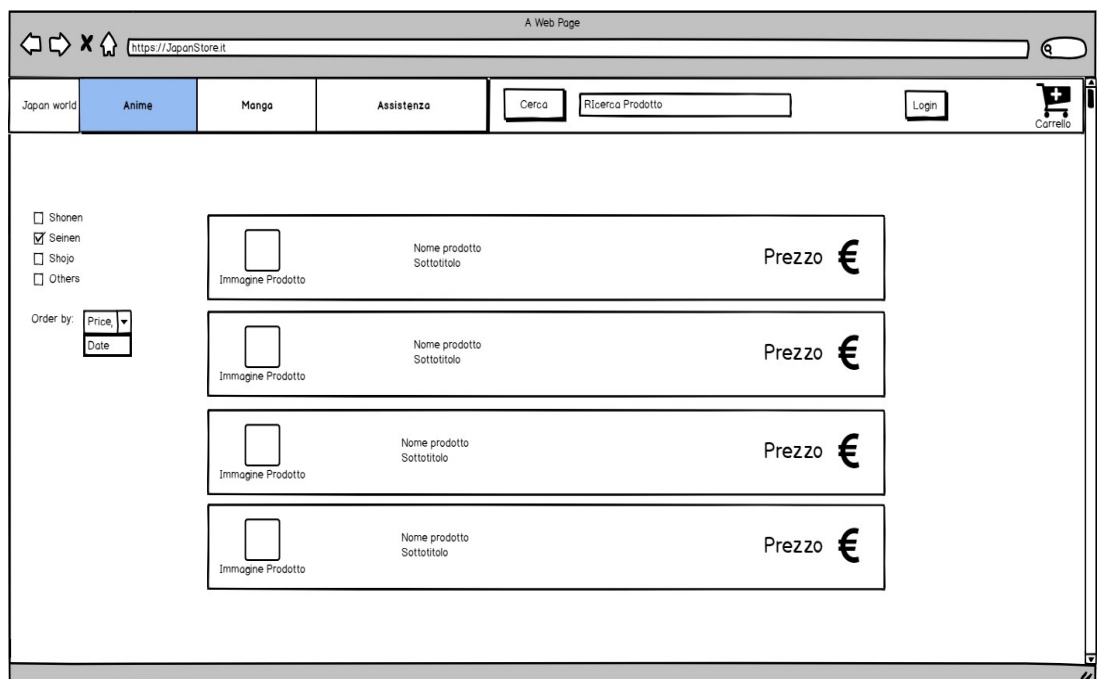 A Web Page
https://JapanStore.it
Japan world
Anime
Manga
Assistenza
Cerca
RIcerca Prodotto
Login
Carrello
Shonen
Seinen
Shojo
Others
Order by:
Price,
Date
Immagine Prodotto
Nome prodotto
Sottotitolo
Prezzo €
Immagine Prodotto
Nome prodotto
Sottotitolo
Prezzo €
Immagine Prodotto
Nome prodotto
Sottotitolo
Prezzo €
Immagine Prodotto
Nome prodotto
Sottotitolo
Prezzo €